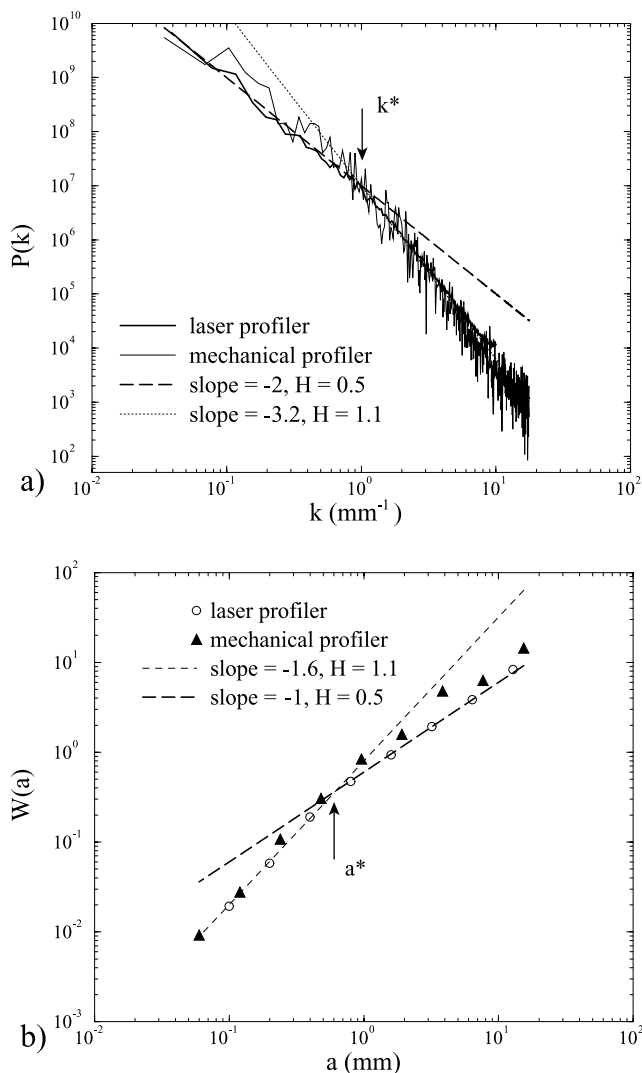 10^10
10^9
10^8
10^7
10^6
10^5
10^4
10^3
10^2
P(k)
k*
laser profiler
mechanical profiler
slope = -2, H = 0.5
slope = -3.2, H = 1.1
10^-2 10^-1 10^0 10^1 10^2
a)
k (mm^-1)
10^2
10^1
10^0
10^-1
10^-2
10^-3
W(a)
laser profiler
mechanical profiler
slope = -1.6, H = 1.1
slope = -1, H = 0.5
a*
10^-2 10^-1 10^0 10^1 10^2
b)
a (mm)